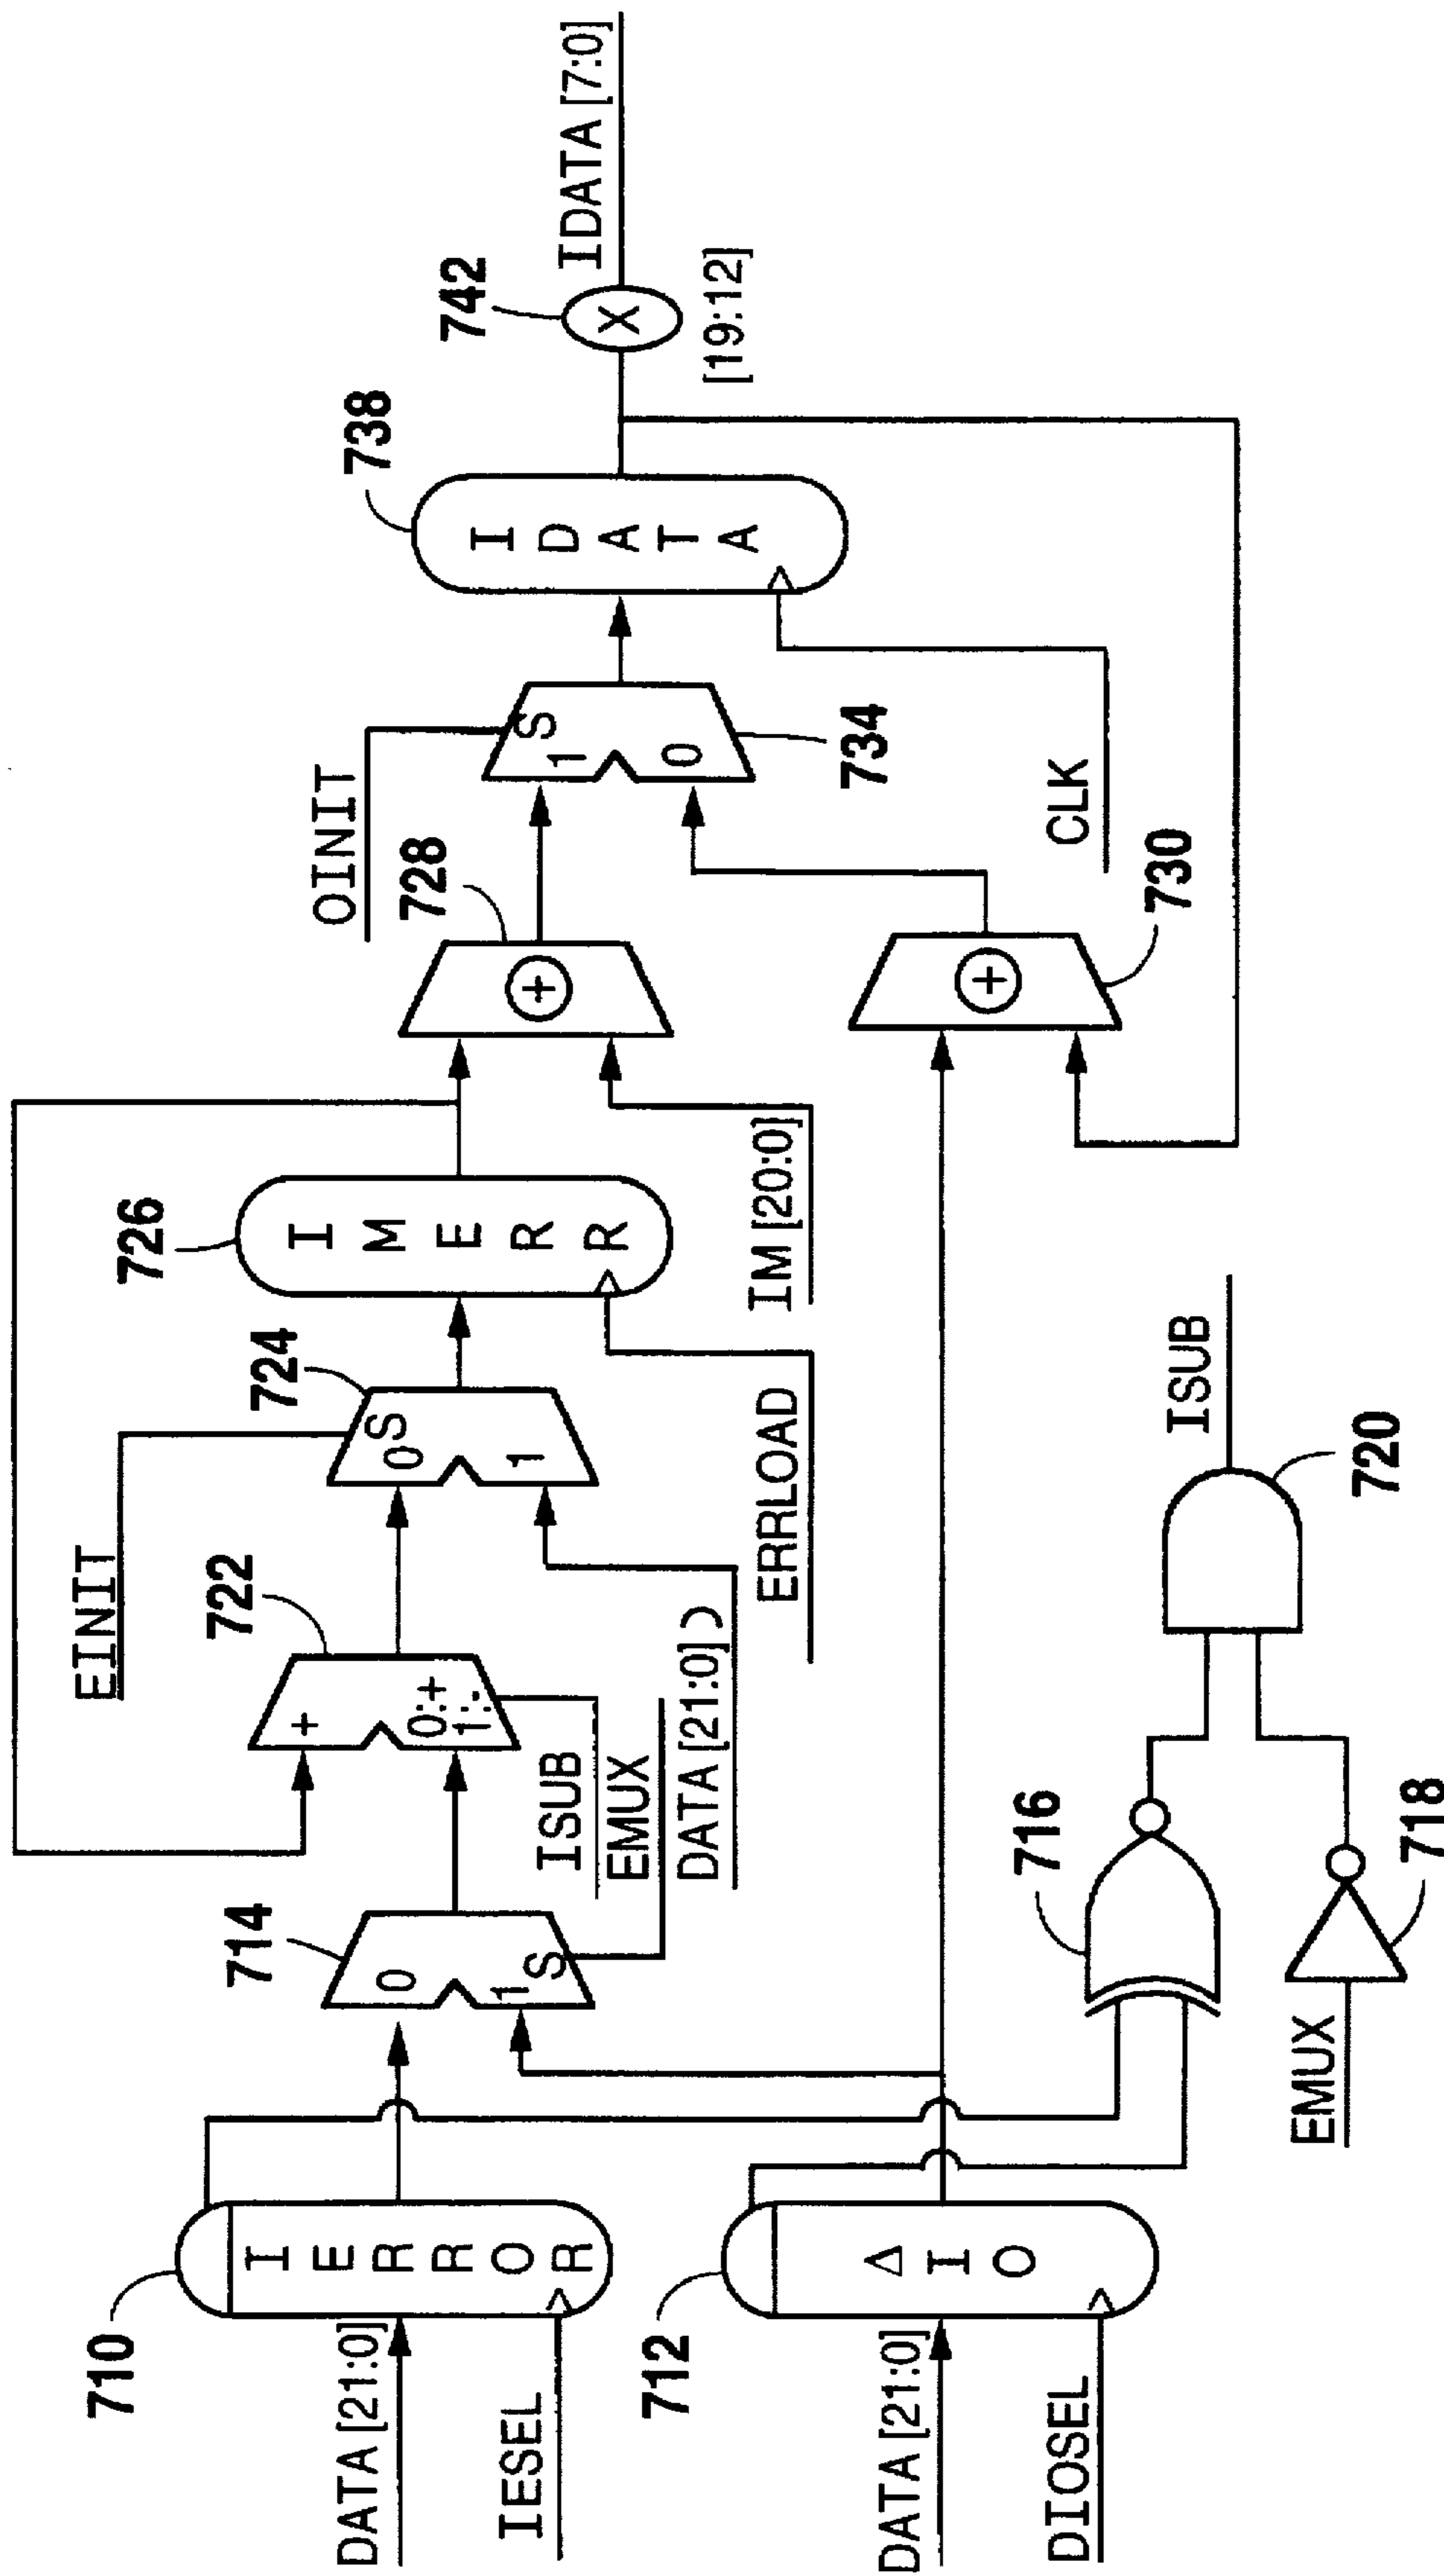 710
DATA [21:0]
IESEL
IERROR
712
DATA [21:0]
DIOSEL
ΔIO
714
0
1
S
ISUB
EMUX
DATA [21:0]
722
+
0:+
1:-
EINIT
724
S
0
1
ERRLOAD
726
IMERR
IM [20:0]
728
+
OINIT
730
+
734
S
1
0
CLK
738
IDATA
742
X
[19:12]
IDATA [7:0]
716
EMUX
718
720
ISUB